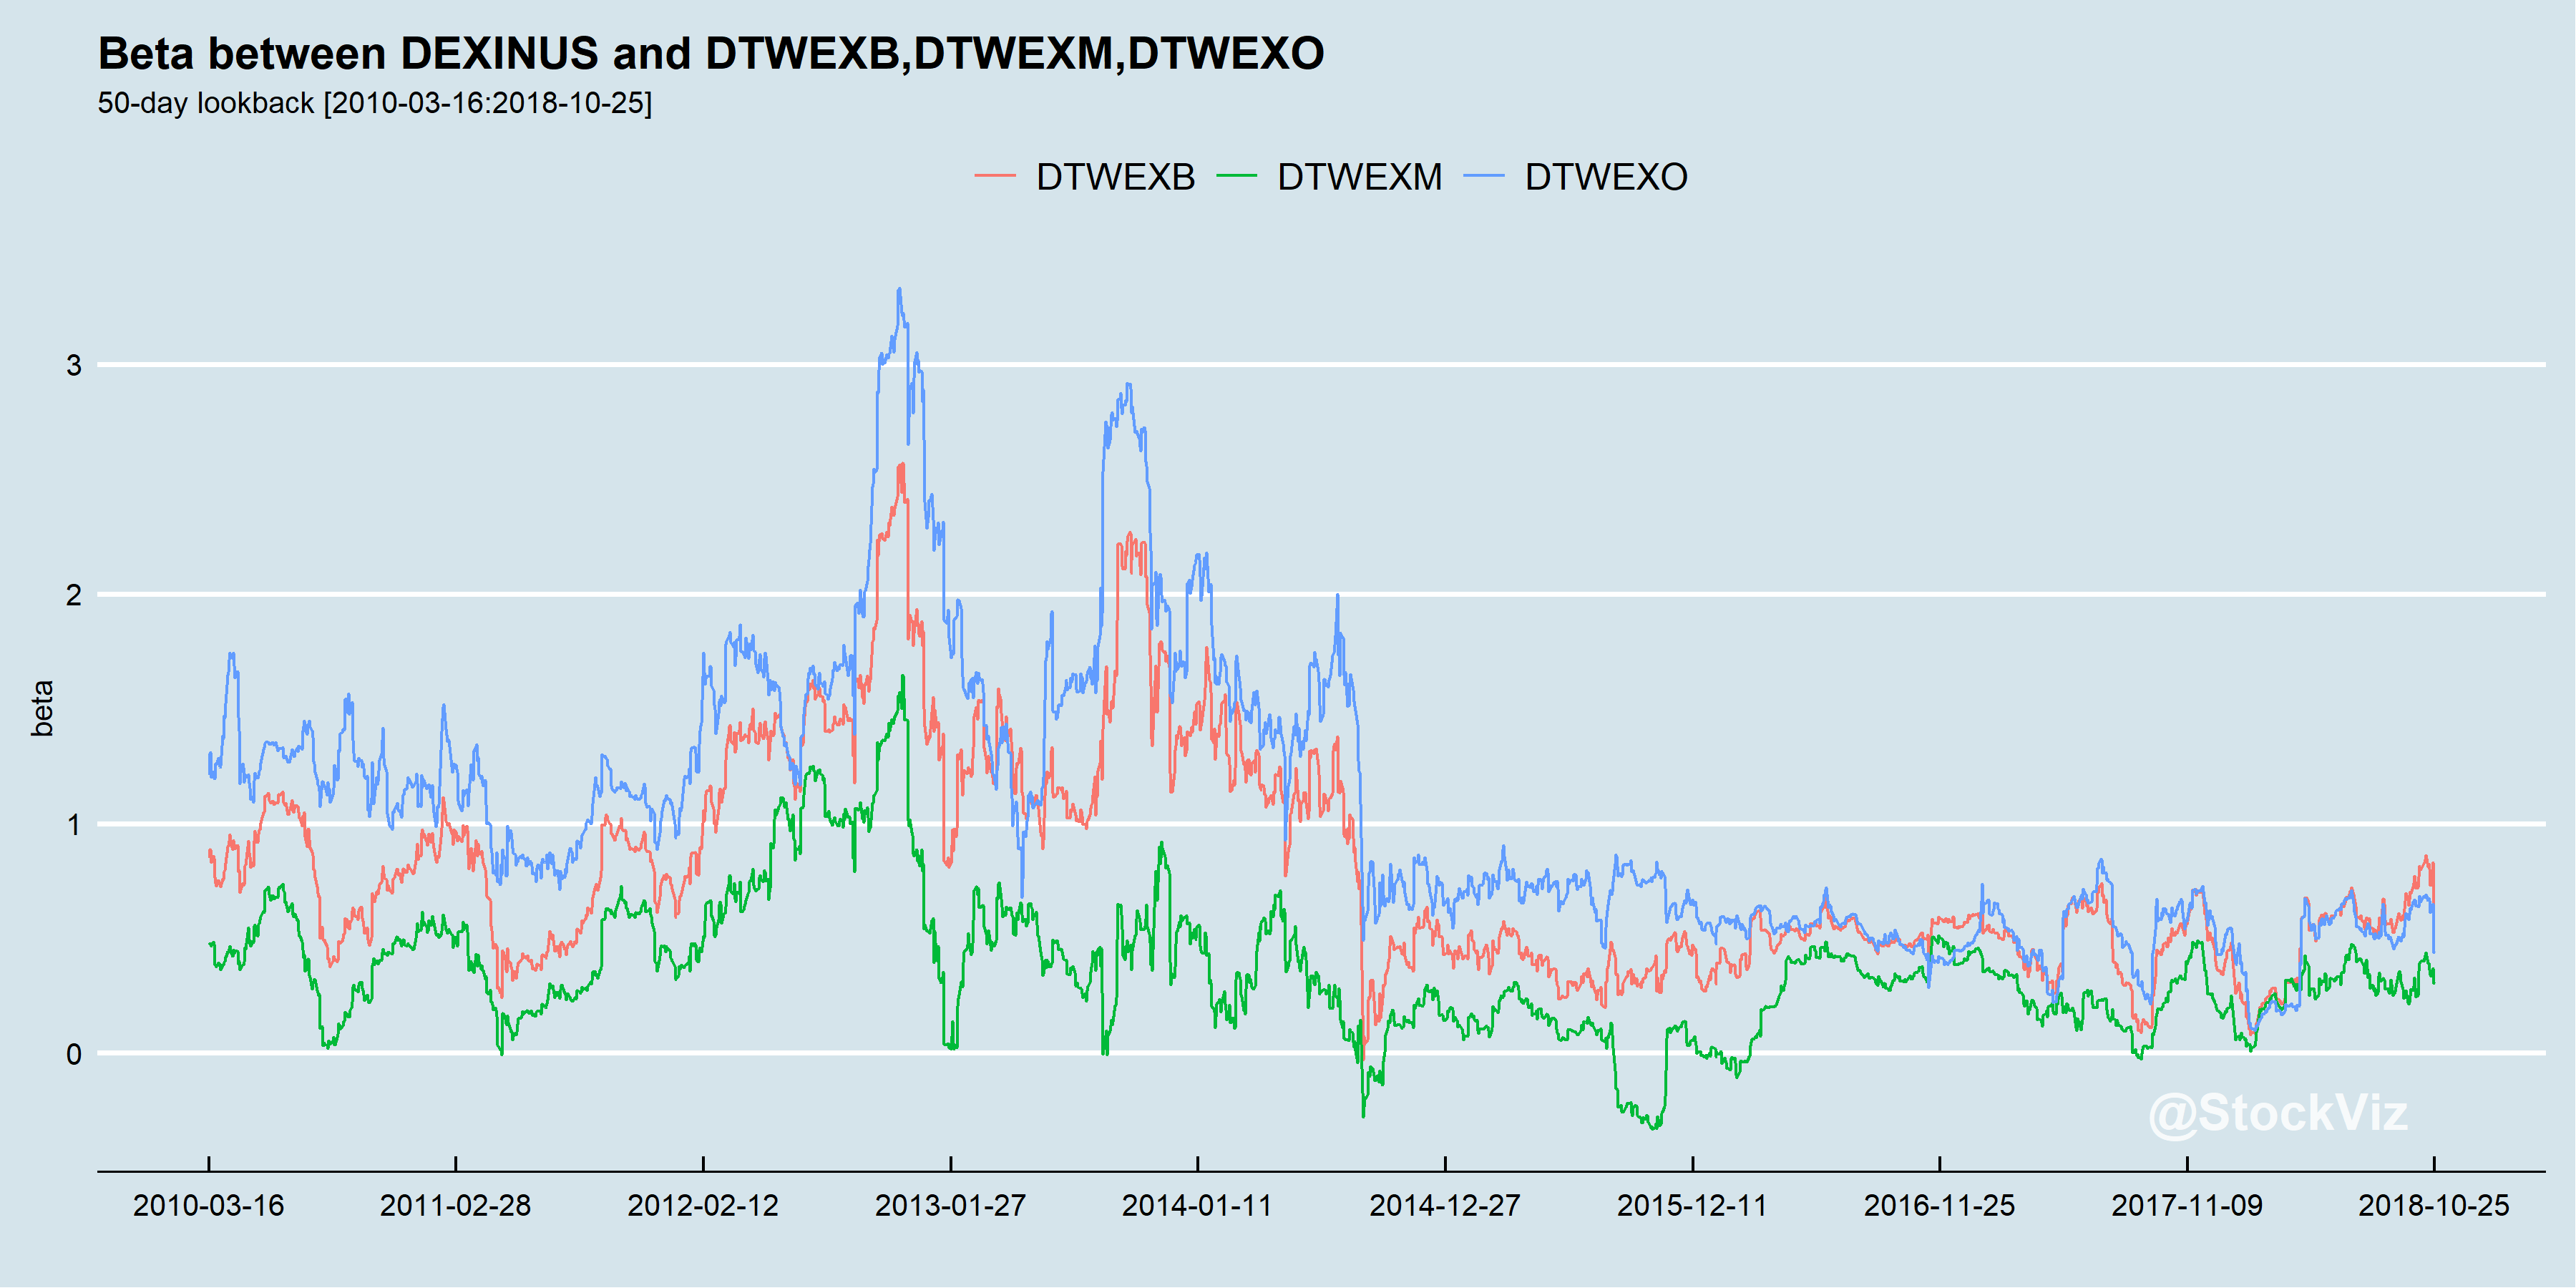 Beta between DEXINUS and DTWEXB,DTWEXM,DTWEXO
50-day lookback [2010-03-16:2018-10-25]
DTWEXB DTWEXM DTWEXO
3
2
1
0
beta
@StockViz
2010-03-16 2011-02-28 2012-02-12 2013-01-27 2014-01-11 2014-12-27 2015-12-11 2016-11-25 2017-11-09 2018-10-25